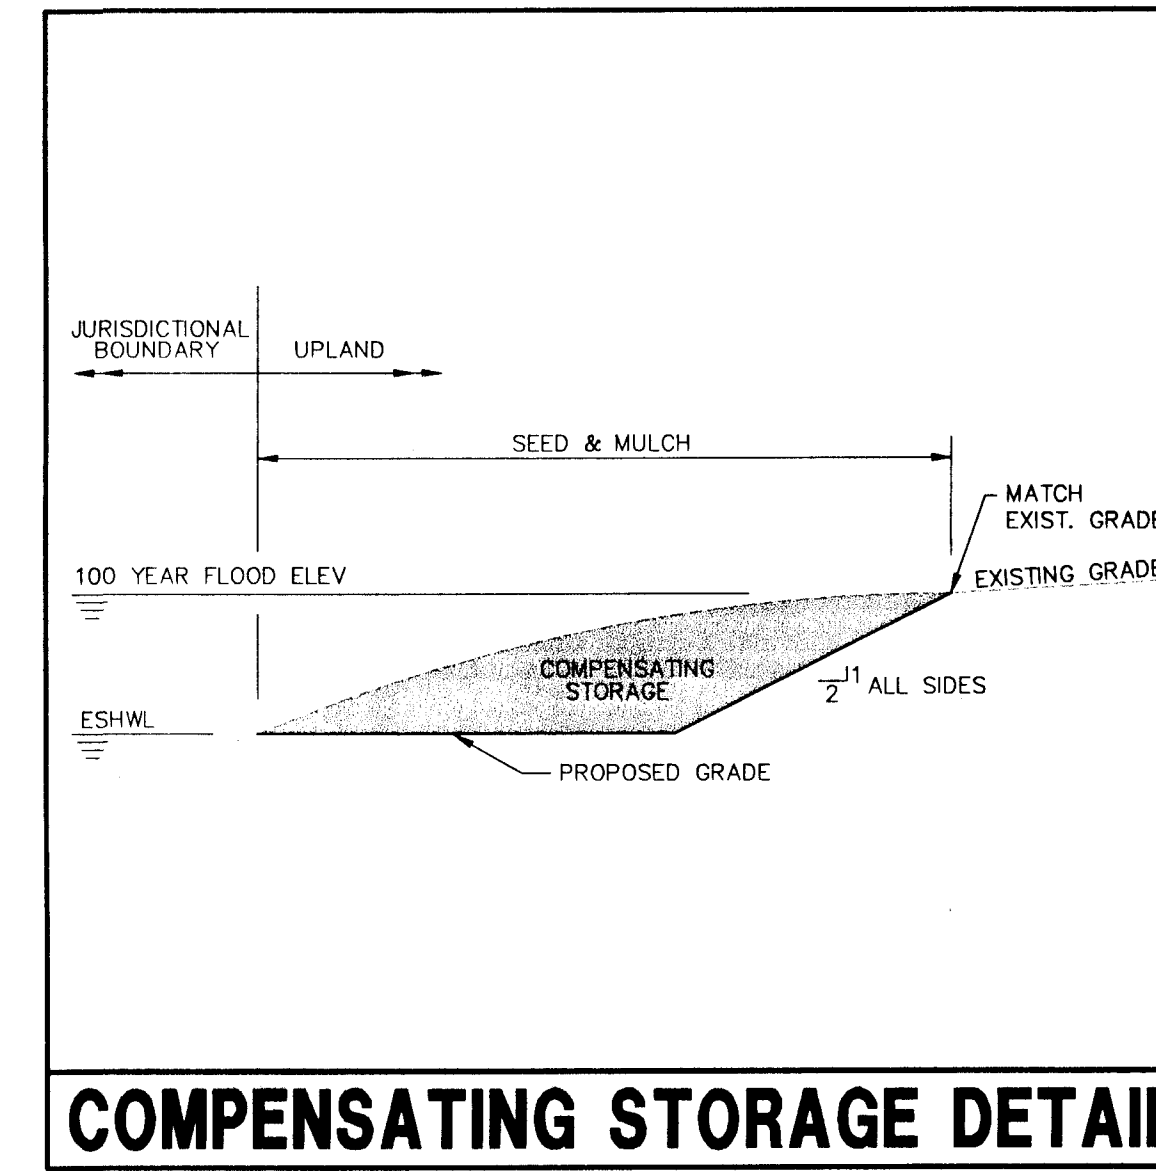 JURISDICTIONAL
BOUNDARY
UPLAND
SEED & MULCH
MATCH
EXIST. GRADE
100 YEAR FLOOD ELEV
EXISTING GRADE
COMPENSATING
STORAGE
1
2
ALL SIDES
ESHWL
PROPOSED GRADE
COMPENSATING STORAGE DETAIL